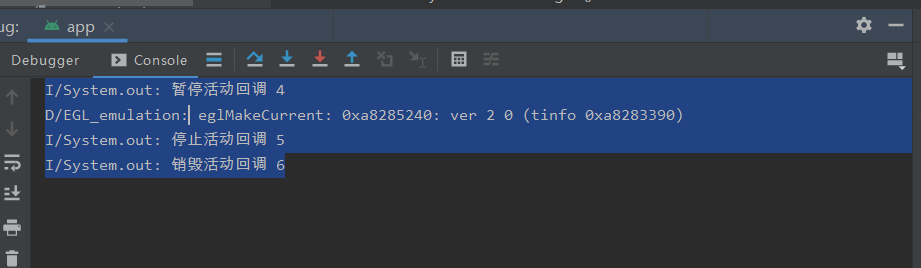 ug:
app
Debugger
Console
I/System.out: 暂停活动回调 4
D/EGL_emulation: eglMakeCurrent: 0xa8285240: ver 2 0 (tinfo 0xa8283390)
I/System.out: 停止活动回调 5
I/System.out: 销毁活动回调 6